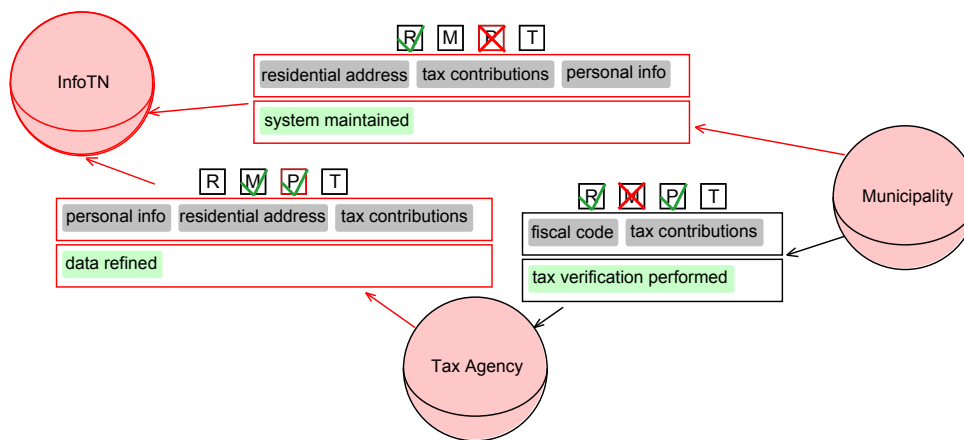 R M P T
InfoTN
residential address tax contributions personal info
system maintained
R M P T
Municipality
R M P T
personal info residential address tax contributions
fiscal code tax contributions
data refined
tax verification performed
Tax Agency